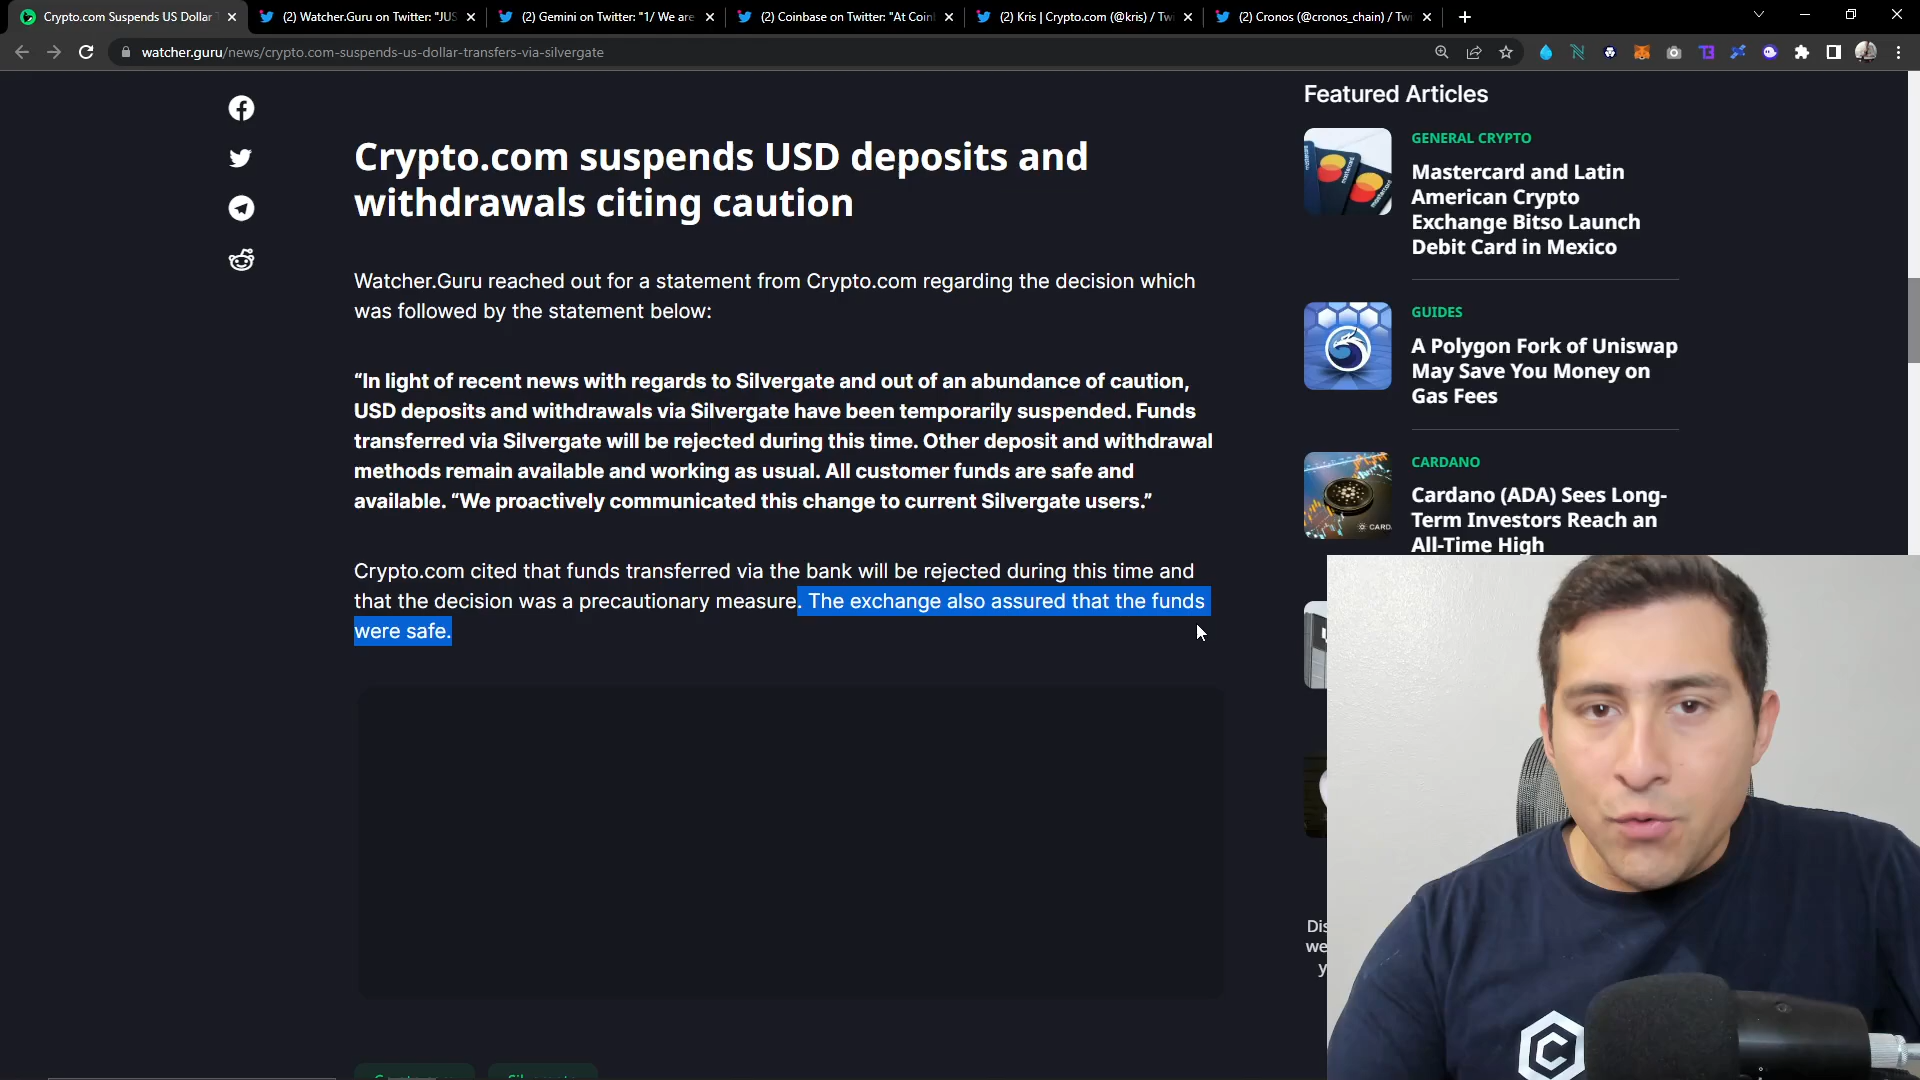 Crypto.com Suspends US Dollar
(2) Watcher.Guru on Twitter: "JUS
(2) Gemini on Twitter: "1/ We are
(2) Coinbase on Twitter: "At Coin
(2) Kris | Crypto.com (@kris) / Tw
(2) Cronos (@cronos_chain) / Tw
watcher.guru/news/crypto.com-suspends-us-dollar-transfers-via-silvergate
Crypto.com suspends USD deposits and
withdrawals citing caution
Watcher.Guru reached out for a statement from Crypto.com regarding the decision which
was followed by the statement below:
“In light of recent news with regards to Silvergate and out of an abundance of caution,
USD deposits and withdrawals via Silvergate have been temporarily suspended. Funds
transferred via Silvergate will be rejected during this time. Other deposit and withdrawal
methods remain available and working as usual. All customer funds are safe and
available. “We proactively communicated this change to current Silvergate users.”
Crypto.com cited that funds transferred via the bank will be rejected during this time and
that the decision was a precautionary measure. The exchange also assured that the funds
were safe.
Featured Articles
GENERAL CRYPTO
Mastercard and Latin
American Crypto
Exchange Bitso Launch
Debit Card in Mexico
GUIDES
A Polygon Fork of Uniswap
May Save You Money on
Gas Fees
CARDANO
Cardano (ADA) Sees Long-
Term Investors Reach an
All-Time High
Dis
we
y